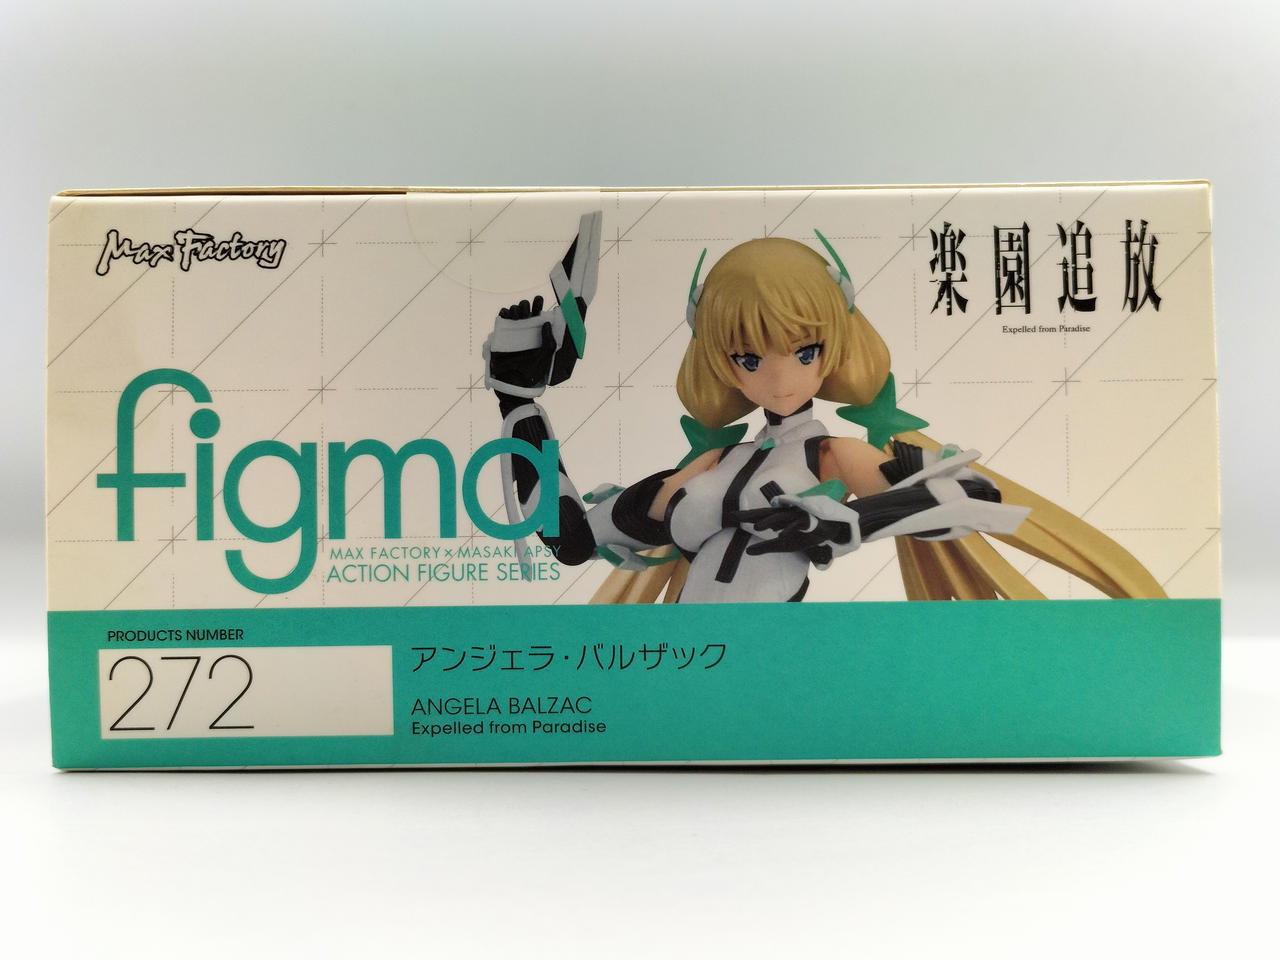 Max Factory
楽園追放
Expelled from Paradise
figma
MAX FACTORY × MASAKI APSY
ACTION FIGURE SERIES
PRODUCTS NUMBER
272
アンジェラ・バルザック
ANGELA BALZAC
Expelled from Paradise